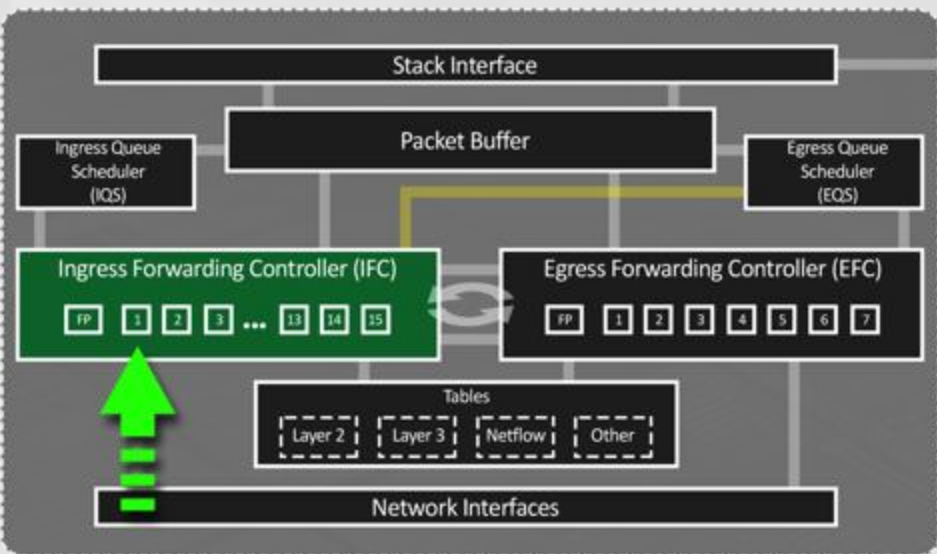 Stack Interface
Packet Buffer
Ingress Queue
Scheduler
(IQS)
Egress Queue
Scheduler
(EQS)
Ingress Forwarding Controller (IFC)
FP 1 2 3 ... 13 14 15
Egress Forwarding Controller (EFC)
FP 1 2 3 4 5 6 7
Tables
Layer 2 Layer 3 Netflow Other
Network Interfaces